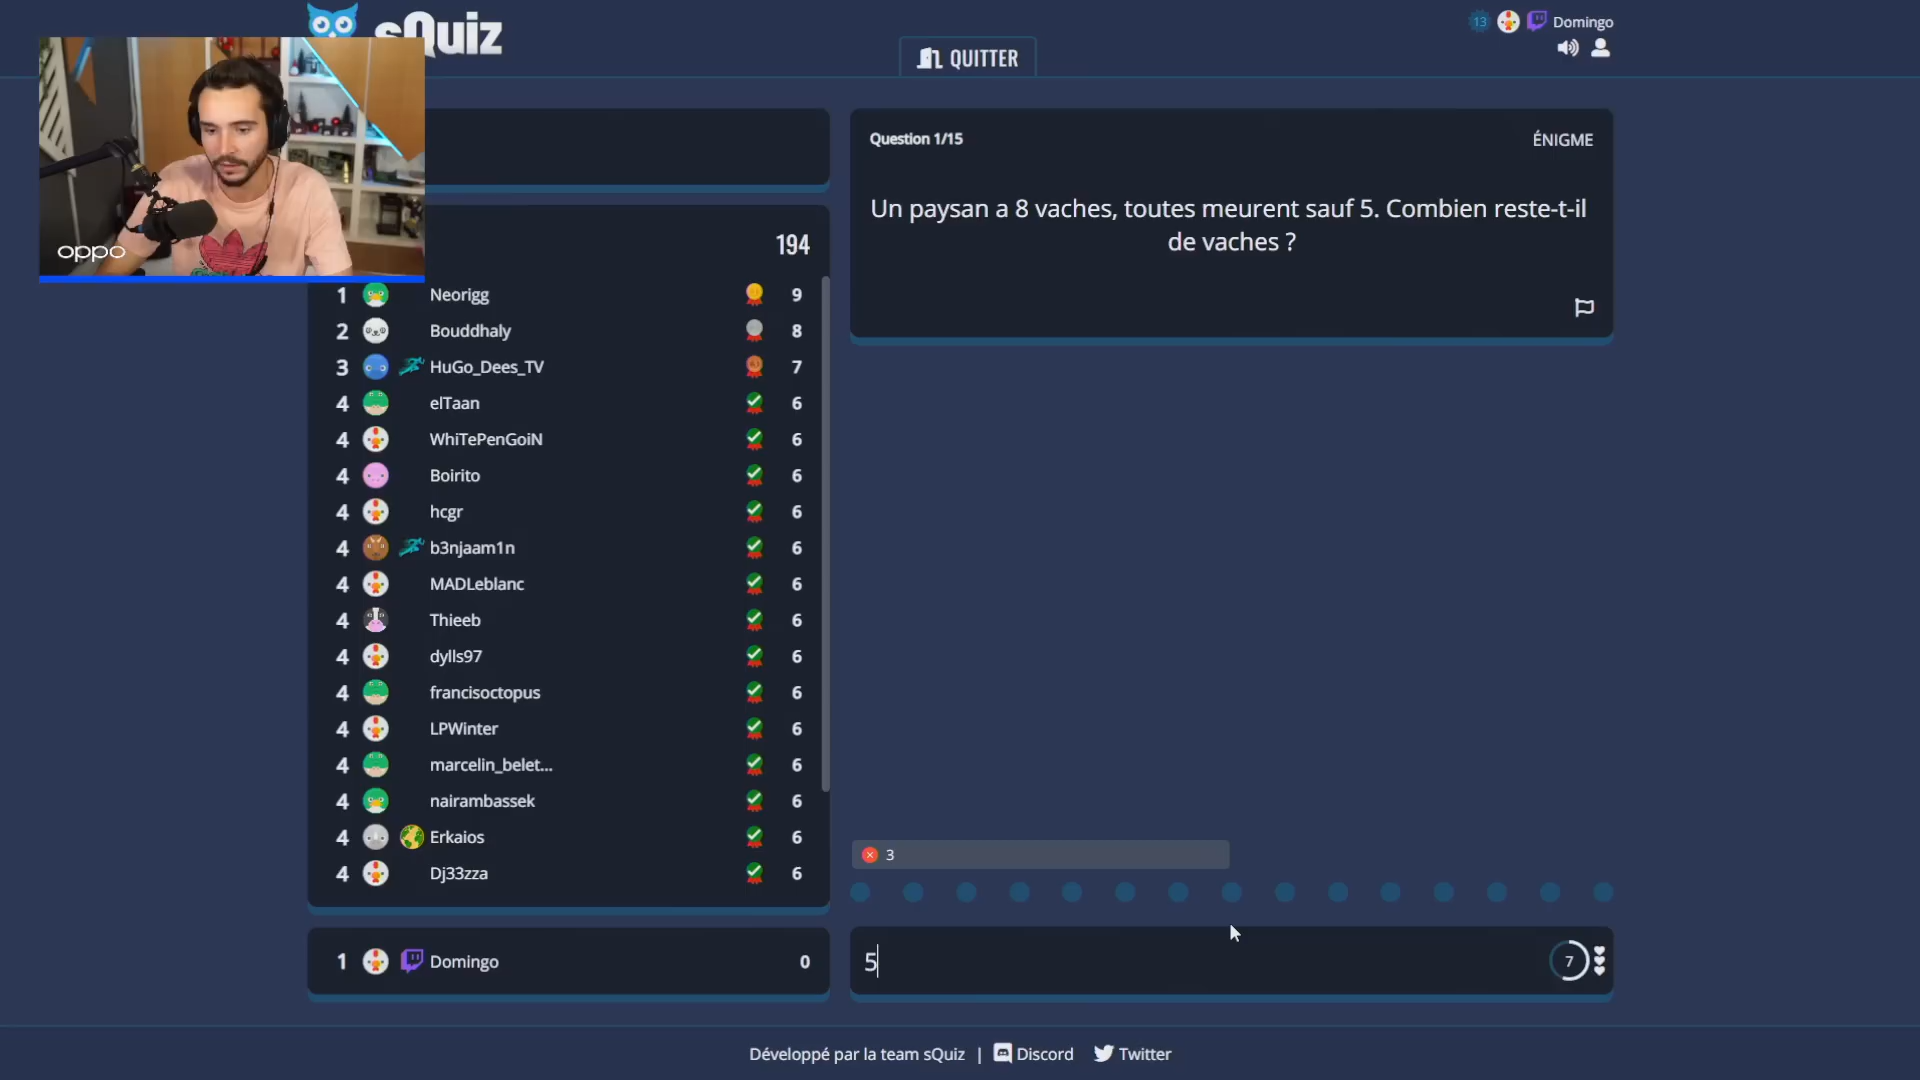 sQuiz
QUITTER
13 Domingo
oppo
194
1 Neorigg 9
2 Bouddhaly 8
3 HuGo_Dees_TV 7
4 elTaan 6
4 WhiTePenGoiN 6
4 Boirito 6
4 hcgr 6
4 b3njaam1n 6
4 MADLeblanc 6
4 Thieeb 6
4 dylls97 6
4 francisoctopus 6
4 LPWinter 6
4 marcelin_belet... 6
4 nairambassek 6
4 Erkaios 6
4 Dj33zza 6
1 Domingo 0
Question 1/15
ÉNIGME
Un paysan a 8 vaches, toutes meurent sauf 5. Combien reste-t-il
de vaches ?
3
5
7
Développé par la team sQuiz | Discord Twitter